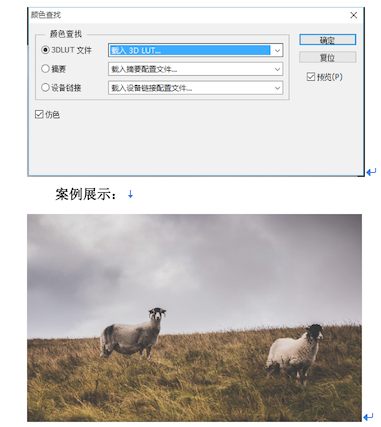 颜色查找
颜色查找
3DLUT 文件
载入 3D LUT...
确定
摘要
载入摘要配置文件...
复位
设备链接
载入设备链接配置文件...
预览(P)
仿色
案例展示：↓